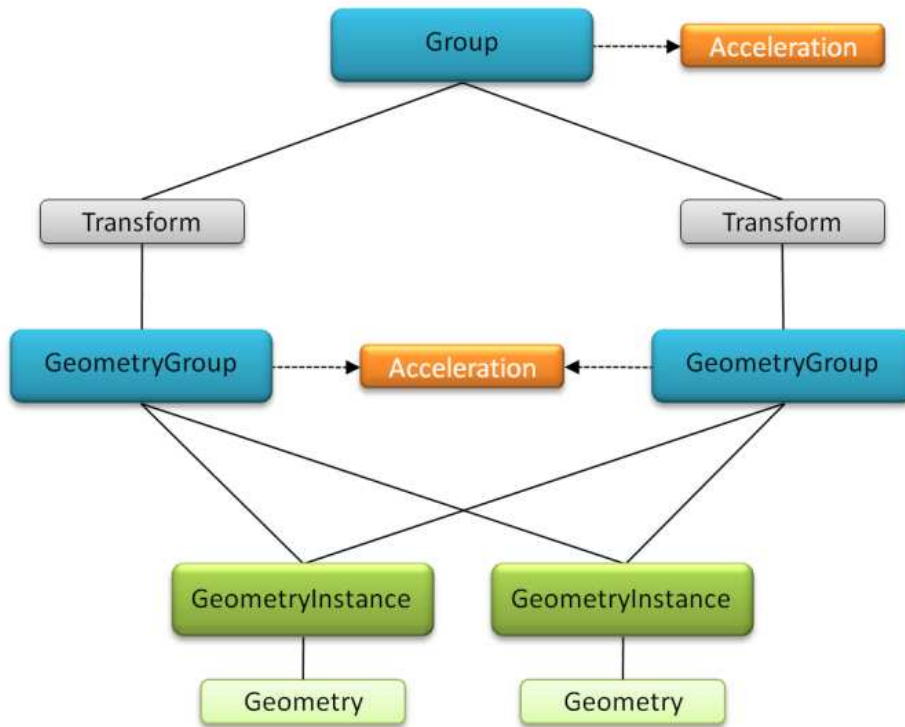 Group
Acceleration
Transform
Transform
GeometryGroup
Acceleration
GeometryGroup
GeometryInstance
GeometryInstance
Geometry
Geometry